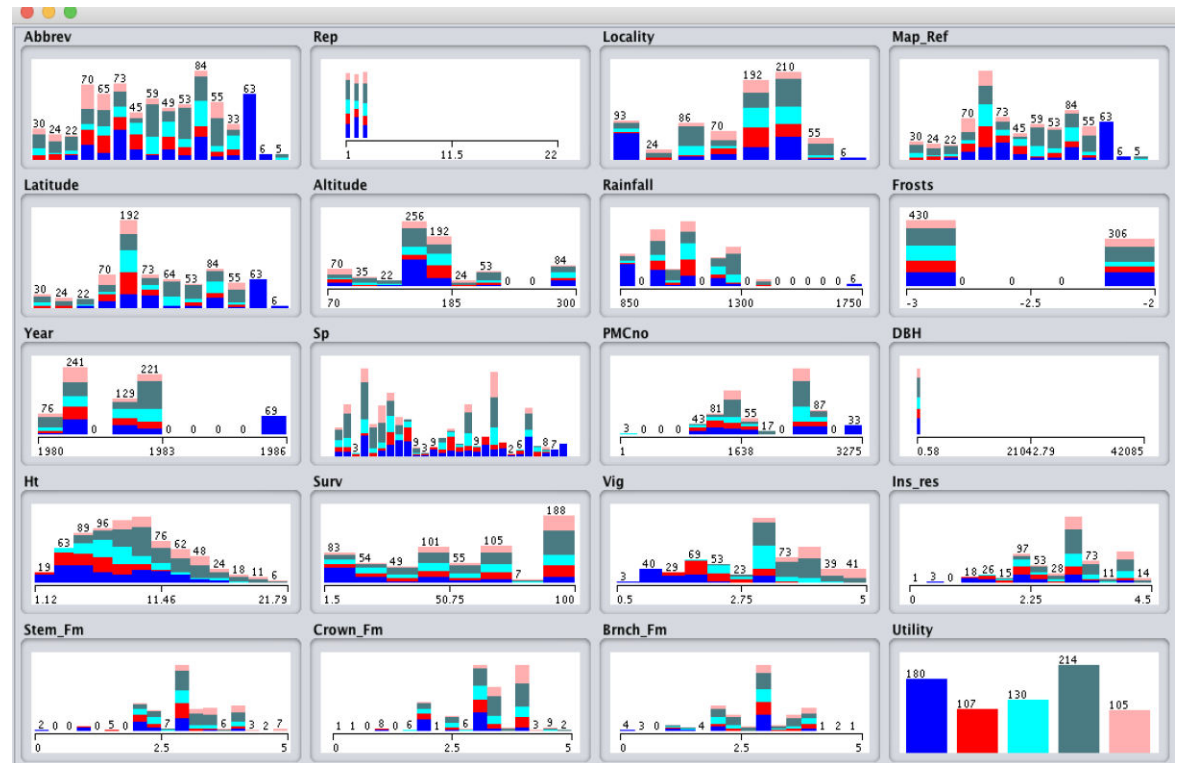 Abbrev Rep Locality Map_Ref
30 24 22 70 65 73 45 59 49 53 84 55 33 63 6 5
1 11.5 22
93 24 86 70 192 210 55 6
30 24 22 70 73 45 59 53 84 55 63 6 5
Latitude Altitude Rainfall Frosts
30 24 22 70 192 73 64 53 84 55 63 6
70 35 22 256 192 24 53 0 0 84
70 185 300
0 0 0 0 0 0 6
850 1300 1750
430 0 0 306
-3 -2.5 -2
Year Sp PMCno DBH
76 241 0 129 221 0 0 0 0 69
1980 1983 1986
3 9 3 9 9 2 6 8 7
3 0 0 0 43 81 55 17 0 87 0 33
1 1638 3275
0.58 21042.79 42085
Ht Surv Vig Ins_res
19 63 89 96 76 62 48 24 18 11 6
1.12 11.46 21.79
83 54 49 101 55 105 7 188
1.5 50.75 100
3 40 29 69 53 23 73 39 41
0.5 2.75 5
1 3 0 18 26 15 97 53 28 73 11 14
0 2.25 4.5
Stem_Fm Crown_Fm Brnch_Fm Utility
2 0 0 0 5 0 7 6 3 2 7
0 2.5 5
1 1 0 8 0 6 1 6 3 9 2
0 2.5 5
4 3 0 4 1 2 1
0 2.5 5
180 107 130 214 105